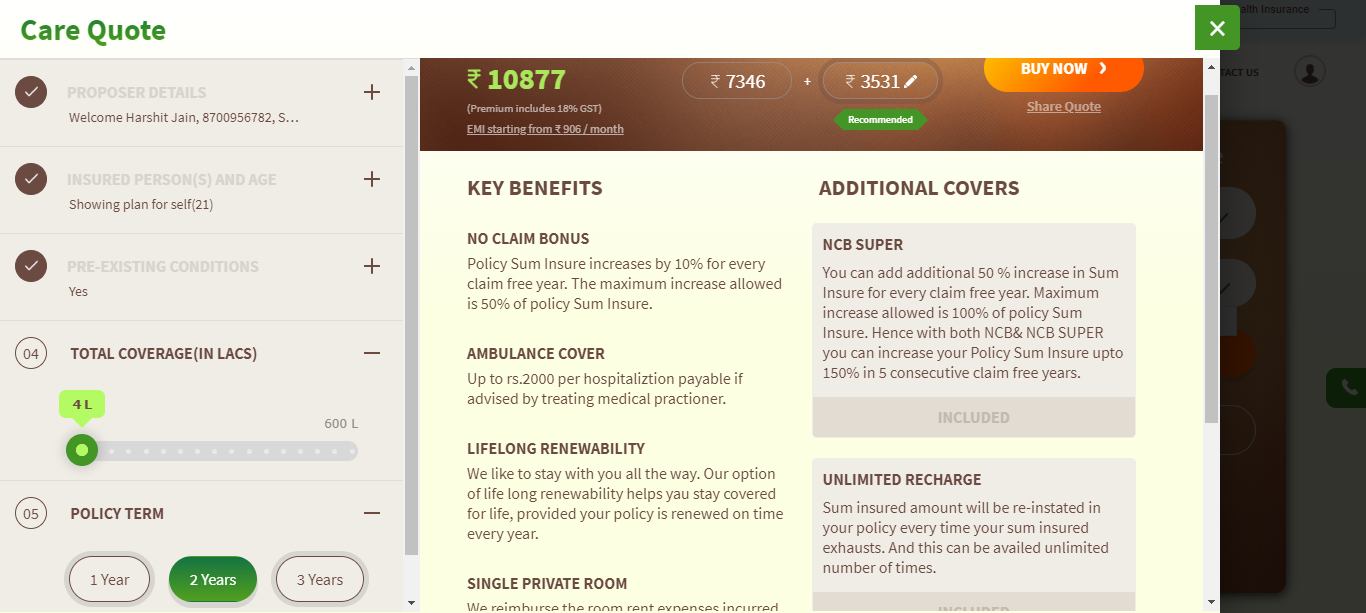 Care Quote
alth Insurance
TACT US
PROPOSER DETAILS
Welcome Harshit Jain, 8700956782, S...
INSURED PERSON(S) AND AGE
Showing plan for self(21)
PRE-EXISTING CONDITIONS
Yes
04 TOTAL COVERAGE(IN LACS)
4 L
600 L
05 POLICY TERM
1 Year 2 Years 3 Years
₹ 10877
(Premium includes 18% GST)
EMI starting from ₹ 906 / month
₹ 7346 + ₹ 3531
Recommended
BUY NOW
Share Quote
KEY BENEFITS
NO CLAIM BONUS
Policy Sum Insure increases by 10% for every
claim free year. The maximum increase allowed
is 50% of policy Sum Insure.
AMBULANCE COVER
Up to rs.2000 per hospitaliztion payable if
advised by treating medical practioner.
LIFELONG RENEWABILITY
We like to stay with you all the way. Our option
of life long renewability helps yau stay covered
for life, provided your policy is renewed on time
every year.
SINGLE PRIVATE ROOM
We reimburse the room rent expenses incurred
ADDITIONAL COVERS
NCB SUPER
You can add additional 50 % increase in Sum
Insure for every claim free year. Maximum
increase allowed is 100% of policy Sum
Insure. Hence with both NCB& NCB SUPER
you can increase your Policy Sum Insure upto
150% in 5 consecutive claim free years.
INCLUDED
UNLIMITED RECHARGE
Sum insured amount will be re-instated in
your policy every time your sum insured
exhausts. And this can be availed unlimited
number of times.
INCLUDED